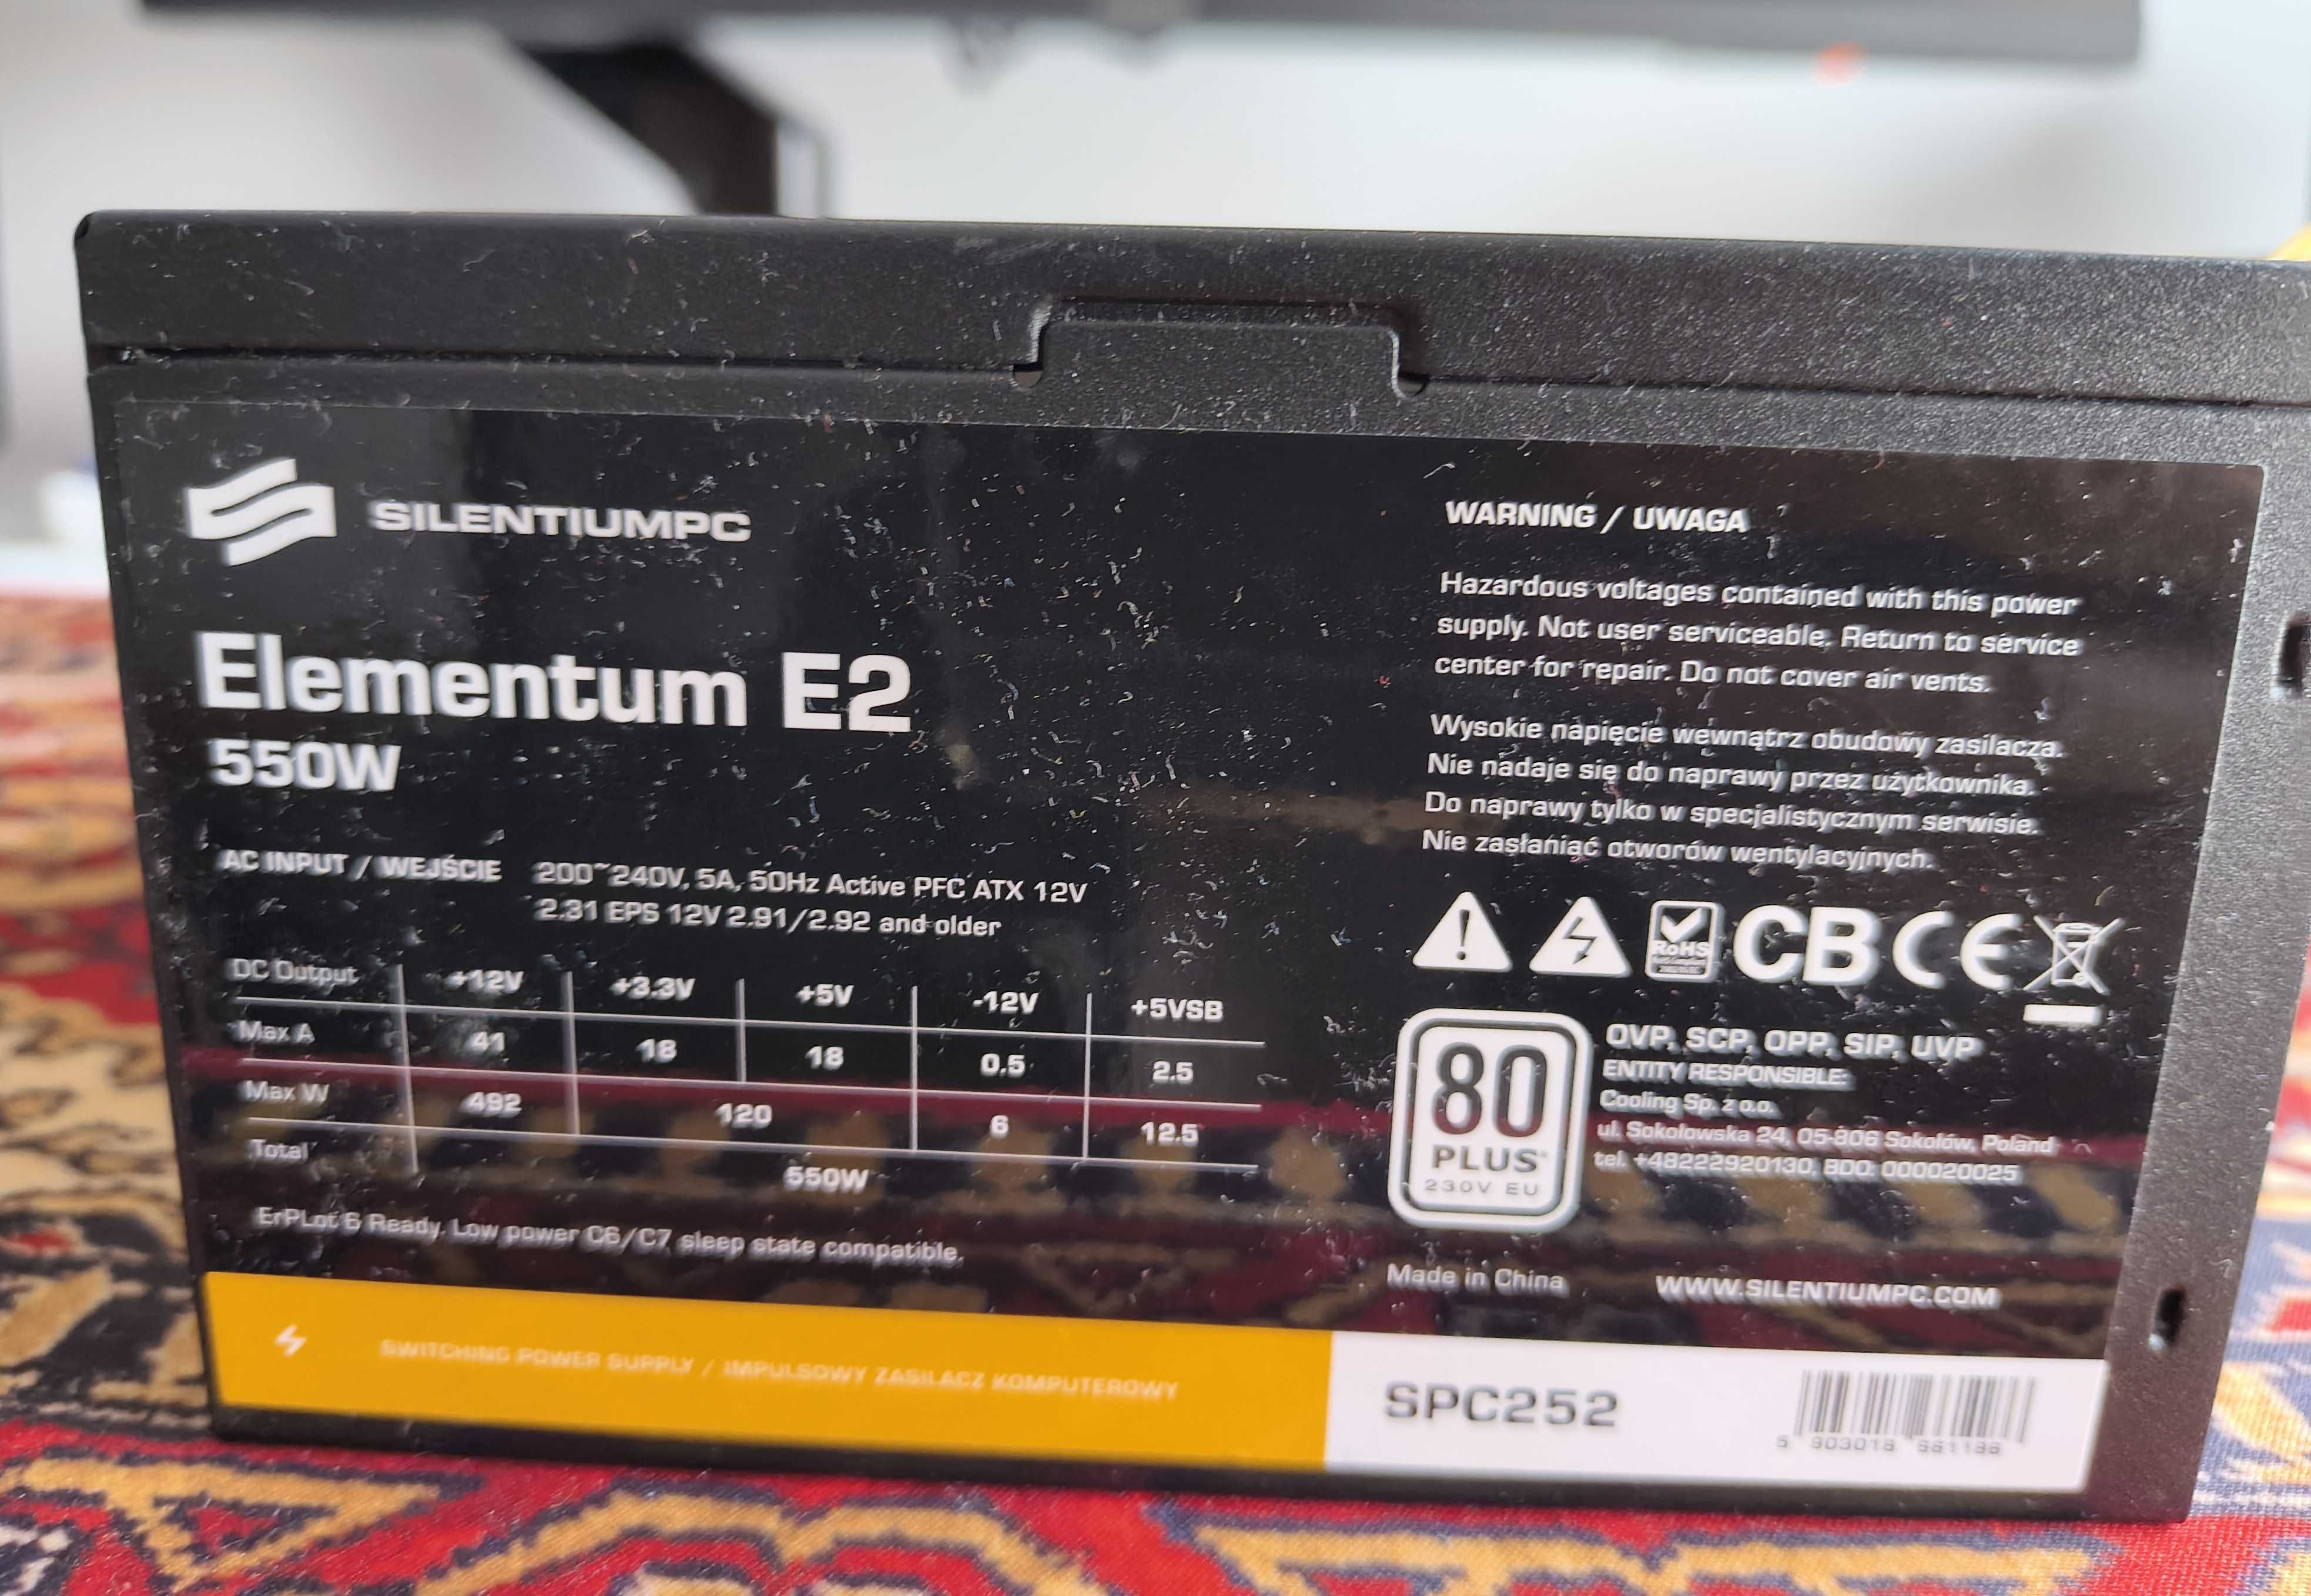 SILENTIUMPC
Elementum E2
550W
AC INPUT / WEJŚCIE 200~240V, 5A, 50Hz Active PFC ATX 12V
2.31 EPS 12V 2.91/2.92 and older
DC Output +12V +3.3V +5V -12V +5VSB
Max A 41 18 18 0.5 2.5
Max W 492 120 6 12.5
Total 550W
ErPLot 6 Ready. Low power C6/C7 sleep state compatible.
SWITCHING POWER SUPPLY / IMPULSOWY ZASILACZ KOMPUTEROWY
WARNING / UWAGA
Hazardous voltages contained with this power
supply. Not user serviceable. Return to service
center for repair. Do not cover air vents.
Wysokie napięcie wewnątrz obudowy zasilacza.
Nie nadaje się do naprawy przez użytkownika.
Do naprawy tylko w specjalistycznym serwisie.
Nie zasłaniać otworów wentylacyjnych.
RoHS
CB CE
80
PLUS
230V EU
OVP, SCP, OPP, SIP, UVP
ENTITY RESPONSIBLE:
Cooling Sp. z o.o.
ul. Sokolowska 24, 05-806 Sokolów, Poland
tel. +48222920130, BDO: 000020025
Made in China WWW.SILENTIUMPC.COM
SPC252
5 903018 661186